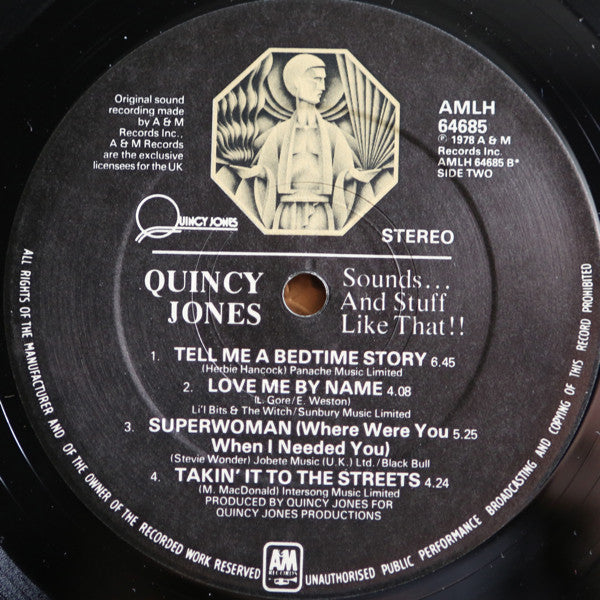 Original sound
recording made
by A & M
Records Inc.,
A & M Records
are the exclusive
licensees for the UK
AMLH
64685
℗ 1978 A & M
Records Inc.
AMLH 64685 B*
SIDE TWO
QUINCY JONES
STEREO
QUINCY
JONES
Sounds...
And Stuff
Like That!!
1. TELL ME A BEDTIME STORY 6.45
(Herbie Hancock) Panache Music Limited
2. LOVE ME BY NAME 4.08
(L. Gore/E. Weston)
Li'l Bits & The Witch/Sunbury Music Limited
3. SUPERWOMAN (Where Were You 5.25
When I Needed You)
(Stevie Wonder) Jobete Music (U.K.) Ltd./Black Bull
4. TAKIN' IT TO THE STREETS 4.24
(M. MacDonald) Intersong Music Limited
PRODUCED BY QUINCY JONES FOR
QUINCY JONES PRODUCTIONS
ALL RIGHTS OF THE MANUFACTURER AND OF THE OWNER OF THE RECORDED WORK RESERVED
AM
RECORDS
UNAUTHORISED PUBLIC PERFORMANCE BROADCASTING AND COPYING OF THIS RECORD PROHIBITED